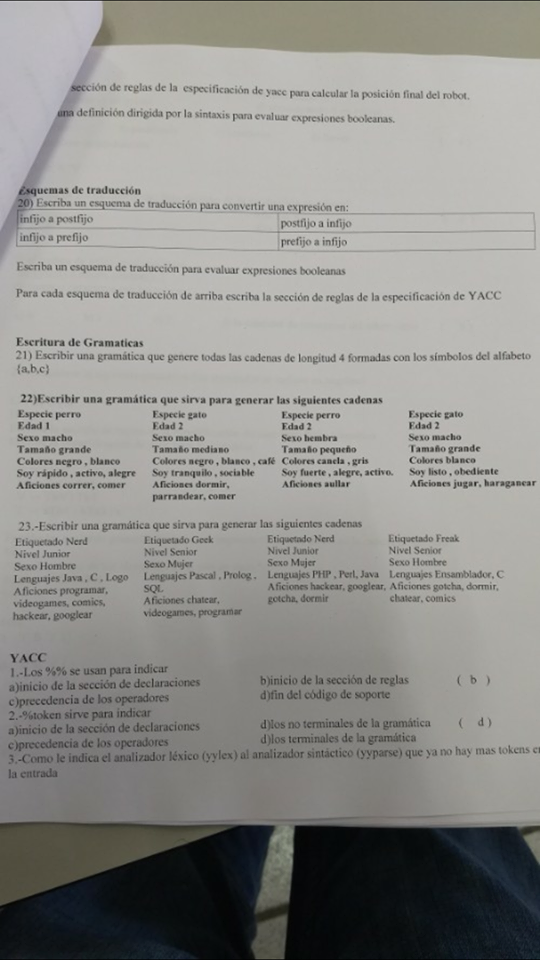 sección de reglas de la especificación de yacc para calcular la posición final del robot.
una definición dirigida por la sintaxis para evaluar expresiones booleanas.
Esquemas de traducción
20) Escriba un esquema de traducción para convertir una expresión en:
infijo a postfijo postfijo a infijo
infijo a prefijo prefijo a infijo
Escriba un esquema de traducción para evaluar expresiones booleanas
Para cada esquema de traducción de arriba escriba la sección de reglas de la especificación de YACC
Escritura de Gramaticas
21) Escribir una gramática que genere todas las cadenas de longitud 4 formadas con los símbolos del alfabeto
{a,b,c}
22)Escribir una gramática que sirva para generar las siguientes cadenas
Especie perro Especie gato Especie perro Especie gato
Edad 1 Edad 2 Edad 2 Edad 2
Sexo macho Sexo macho Sexo hembra Sexo macho
Tamaño grande Tamaño mediano Tamaño pequeño Tamaño grande
Colores negro , blanco Colores negro , blanco , café Colores canela , gris Colores blanco
Soy rápido , activo, alegre Soy tranquilo , sociable Soy fuerte , alegre, activo. Soy listo , obediente
Aficiones correr, comer Aficiones dormir, Aficiones aullar Aficiones jugar, haraganear
parrandear, comer
23.-Escribir una gramática que sirva para generar las siguientes cadenas
Etiquetado Nerd Etiquetado Geek Etiquetado Nerd Etiquetado Freak
Nivel Junior Nivel Senior Nivel Junior Nivel Senior
Sexo Hombre Sexo Mujer Sexo Mujer Sexo Hombre
Lenguajes Java , C , Logo Lenguajes Pascal , Prolog , Lenguajes PHP , Perl, Java Lenguajes Ensamblador, C
Aficiones programar, SQL Aficiones hackear, googlear, Aficiones gotcha, dormir,
videogames, comics, Aficiones chatear, gotcha, dormir chatear, comics
hackear, googlear videogames, programar
YACC
1.-Los %% se usan para indicar
a)inicio de la sección de declaraciones b)inicio de la sección de reglas ( b )
c)precedencia de los operadores d)fin del código de soporte
2.-%token sirve para indicar
a)inicio de la sección de declaraciones d)los no terminales de la gramática ( d )
c)precedencia de los operadores d)los terminales de la gramática
3.-Como le indica el analizador léxico (yylex) al analizador sintáctico (yyparse) que ya no hay mas tokens en
la entrada